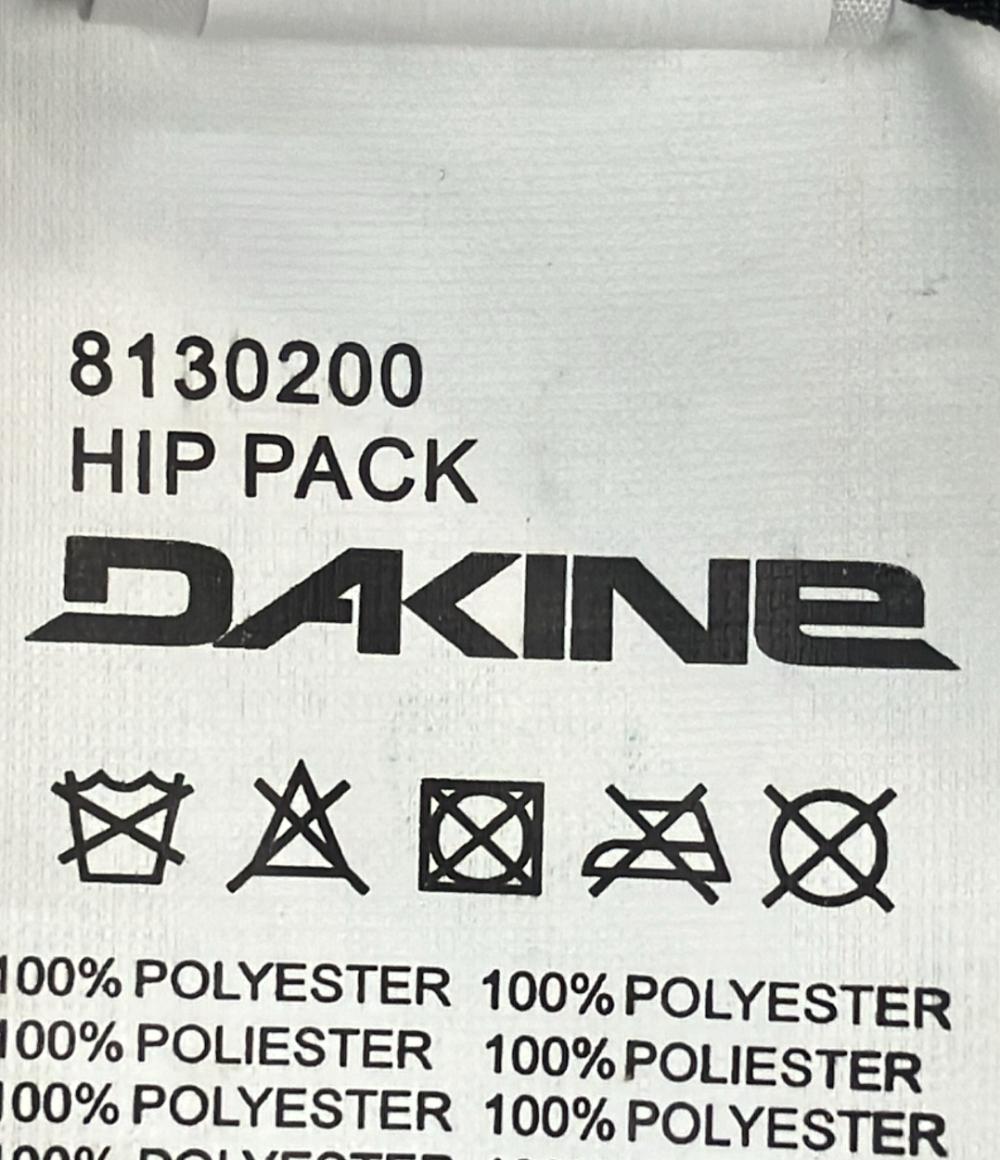 8130200
HIP PACK
DAKINE
100% POLYESTER 100% POLYESTER
100% POLIESTER 100% POLIESTER
100% POLYESTER 100% POLYESTER